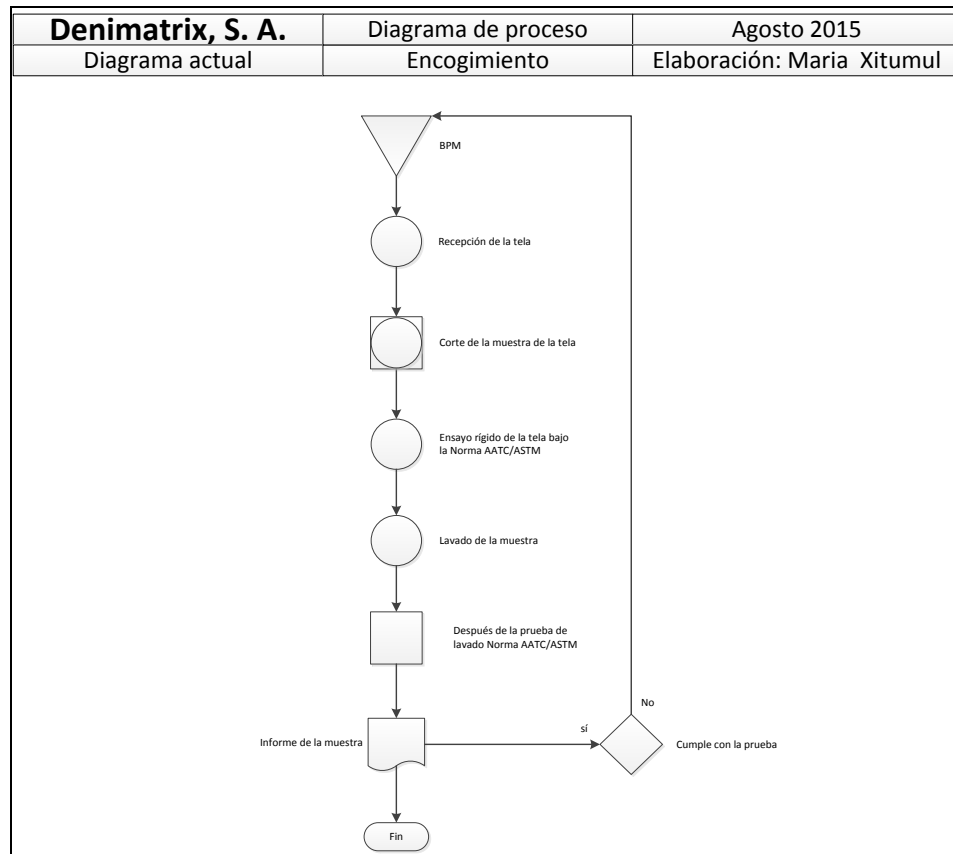 Denimatrix, S. A.
Diagrama de proceso
Agosto 2015
Diagrama actual
Encogimiento
Elaboración: Maria Xitumul
BPM
Recepción de la tela
Corte de la muestra de la tela
Ensayo rígido de la tela bajo
la Norma AATC/ASTM
Lavado de la muestra
Después de la prueba de
lavado Norma AATC/ASTM
No
sí
Informe de la muestra
Cumple con la prueba
Fin